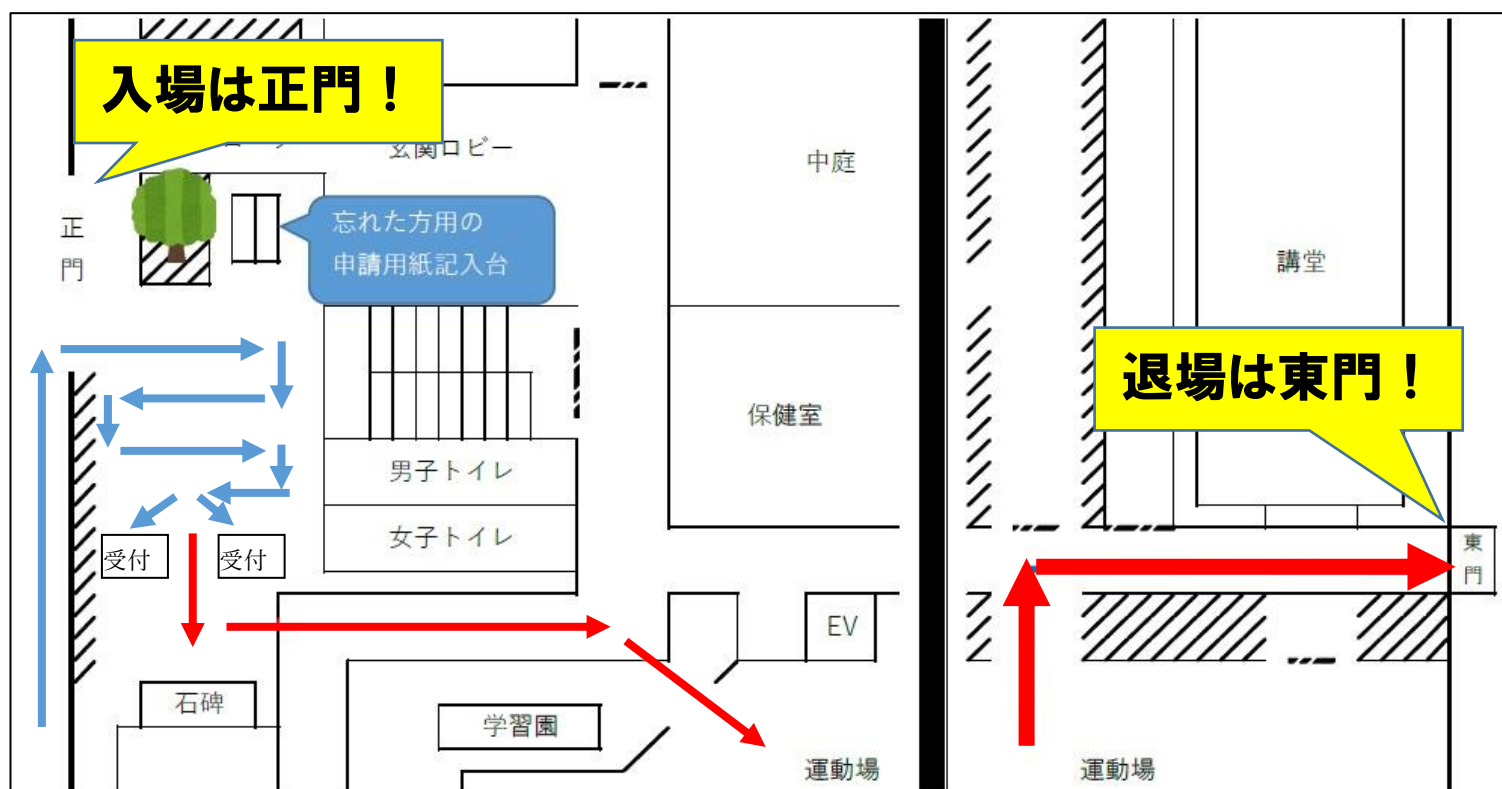 入場は正門！
玄関ロビー
中庭
正門
忘れた方用の
申請用紙記入台
講堂
退場は東門！
保健室
男子トイレ
女子トイレ
受付
受付
東門
EV
石碑
学習園
運動場
運動場